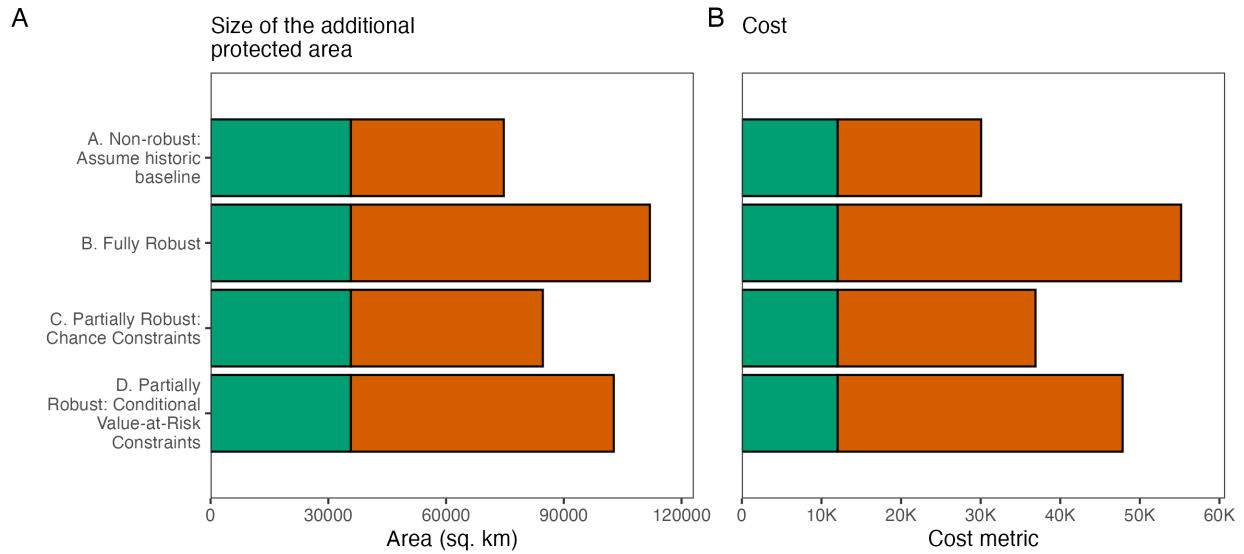 A
Size of the additional
protected area
A. Non-robust:
Assume historic
baseline
B. Fully Robust
C. Partially Robust:
Chance Constraints
D. Partially
Robust: Conditional
Value-at-Risk
Constraints
0 30000 60000 90000 120000
Area (sq. km)
B
Cost
0 10K 20K 30K 40K 50K 60K
Cost metric